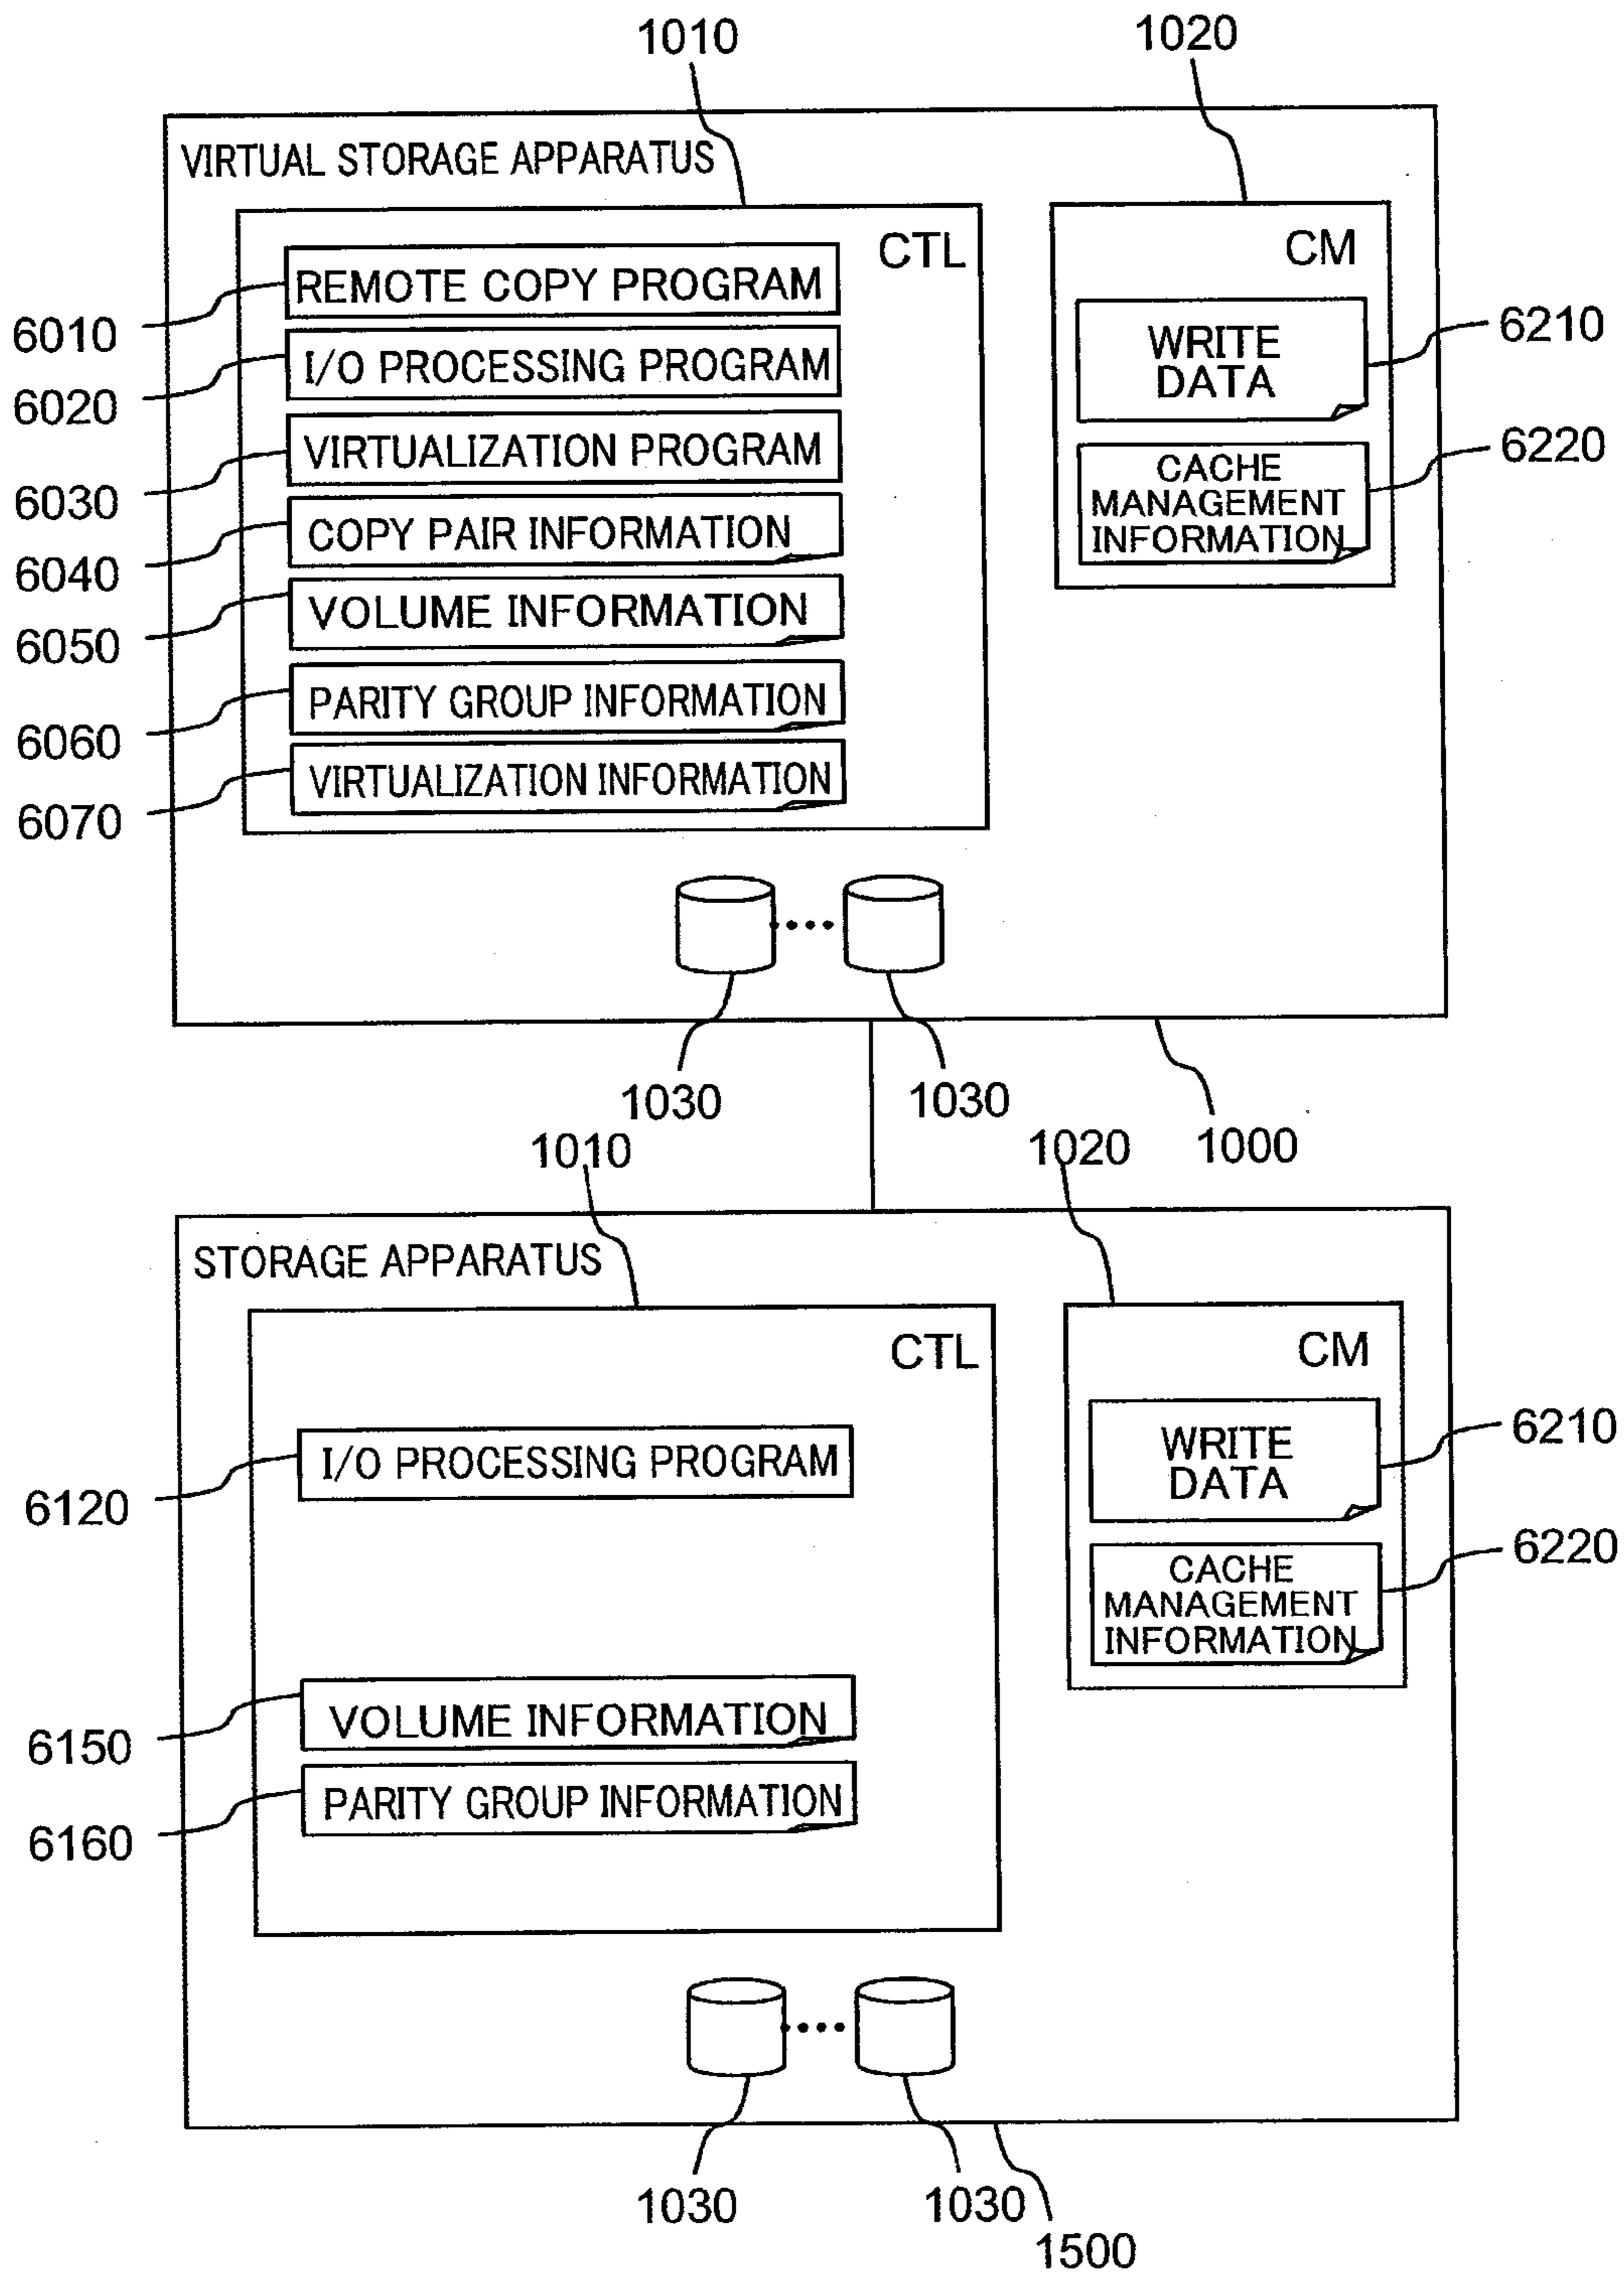 1010
1020
VIRTUAL STORAGE APPARATUS
CTL
CM
REMOTE COPY PROGRAM
6010
I/O PROCESSING PROGRAM
6020
VIRTUALIZATION PROGRAM
6030
COPY PAIR INFORMATION
6040
VOLUME INFORMATION
6050
PARITY GROUP INFORMATION
6060
VIRTUALIZATION INFORMATION
6070
WRITE
DATA
6210
CACHE
MANAGEMENT
INFORMATION
6220
1030
1030
1000
1010
1020
STORAGE APPARATUS
CTL
CM
I/O PROCESSING PROGRAM
6120
VOLUME INFORMATION
6150
PARITY GROUP INFORMATION
6160
WRITE
DATA
6210
CACHE
MANAGEMENT
INFORMATION
6220
1030
1030
1500